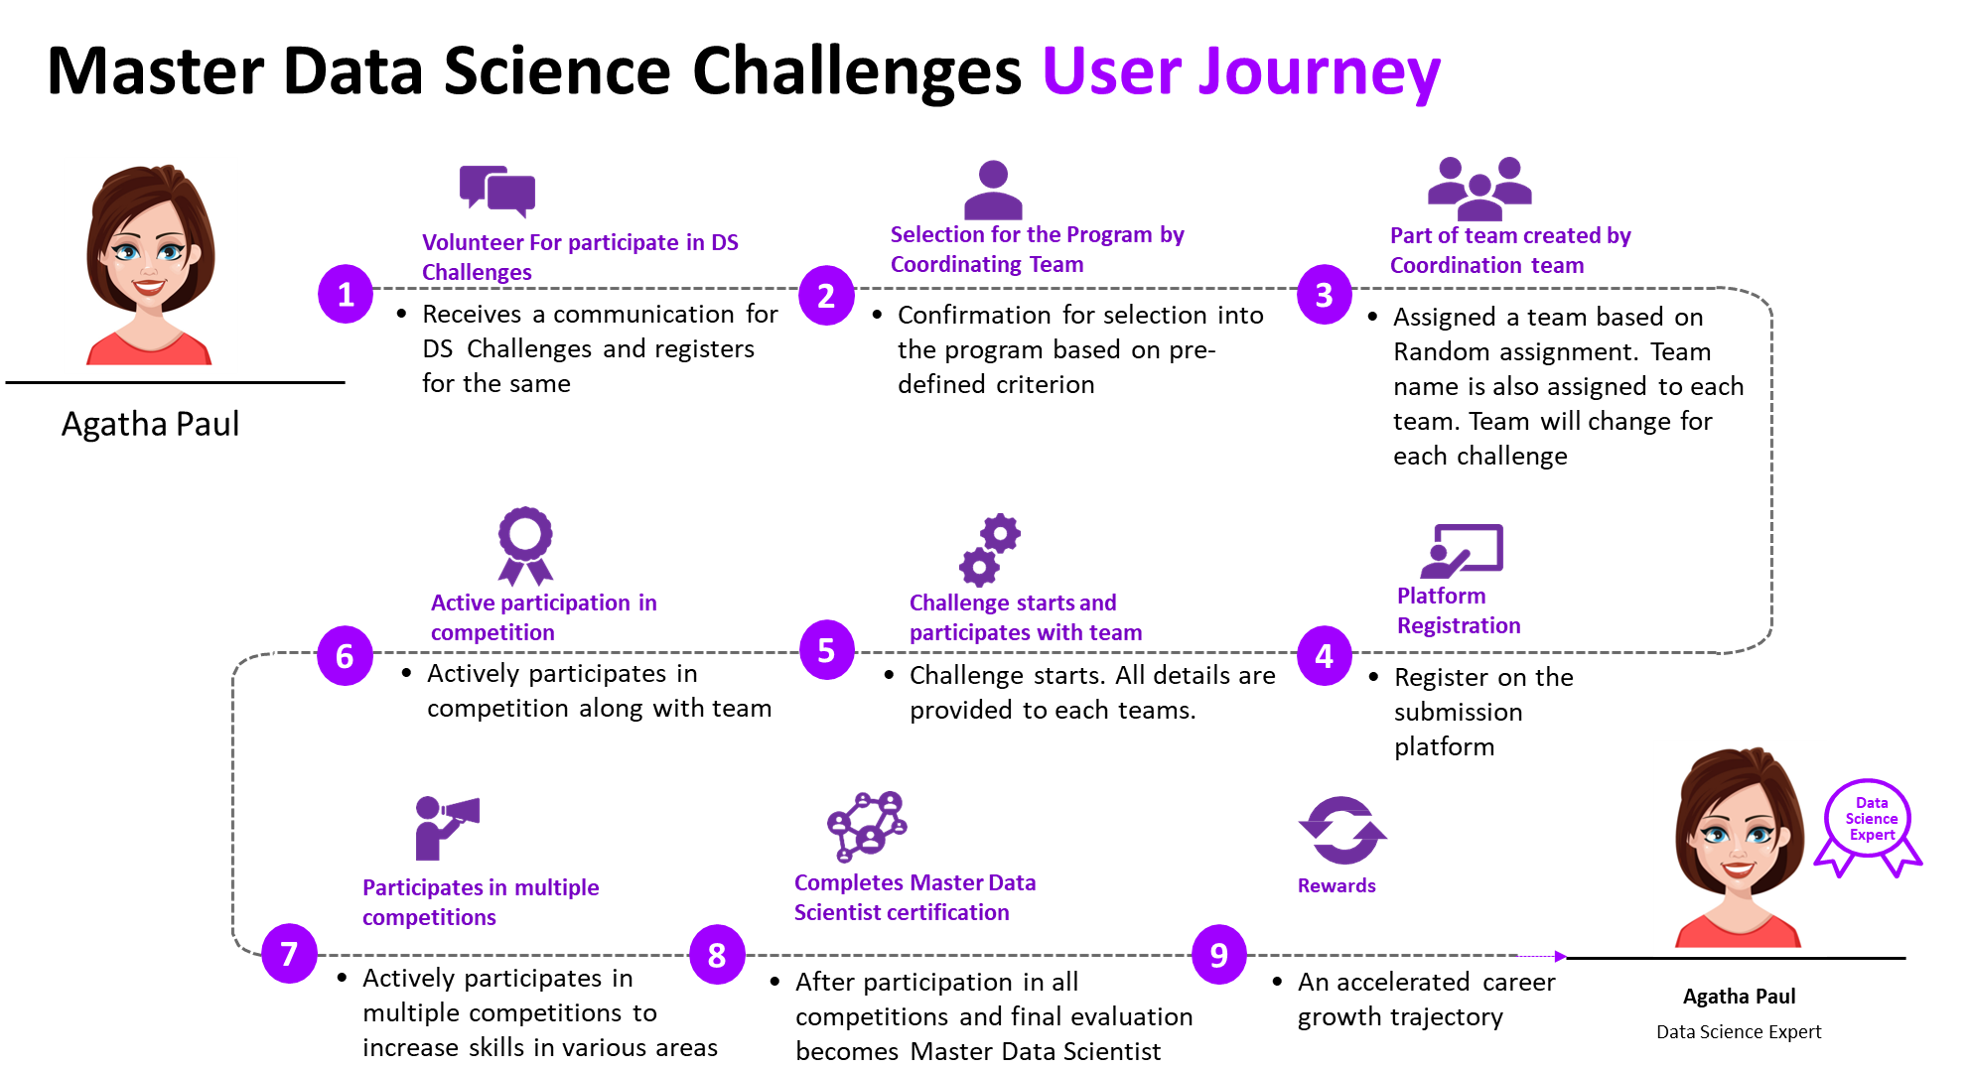 Master Data Science Challenges User Journey
Agatha Paul
1
Volunteer For participate in DS
Challenges
• Receives a communication for
DS Challenges and registers
for the same
2
Selection for the Program by
Coordinating Team
• Confirmation for selection into
the program based on pre-
defined criterion
3
Part of team created by
Coordination team
• Assigned a team based on
Random assignment. Team
name is also assigned to each
team. Team will change for
each challenge
4
Platform
Registration
• Register on the
submission
platform
5
Challenge starts and
participates with team
• Challenge starts. All details are
provided to each teams.
6
Active participation in
competition
• Actively participates in
competition along with team
7
Participates in multiple
competitions
• Actively participates in
multiple competitions to
increase skills in various areas
8
Completes Master Data
Scientist certification
• After participation in all
competitions and final evaluation
becomes Master Data Scientist
9
Rewards
• An accelerated career
growth trajectory
Data
Science
Expert
Agatha Paul
Data Science Expert